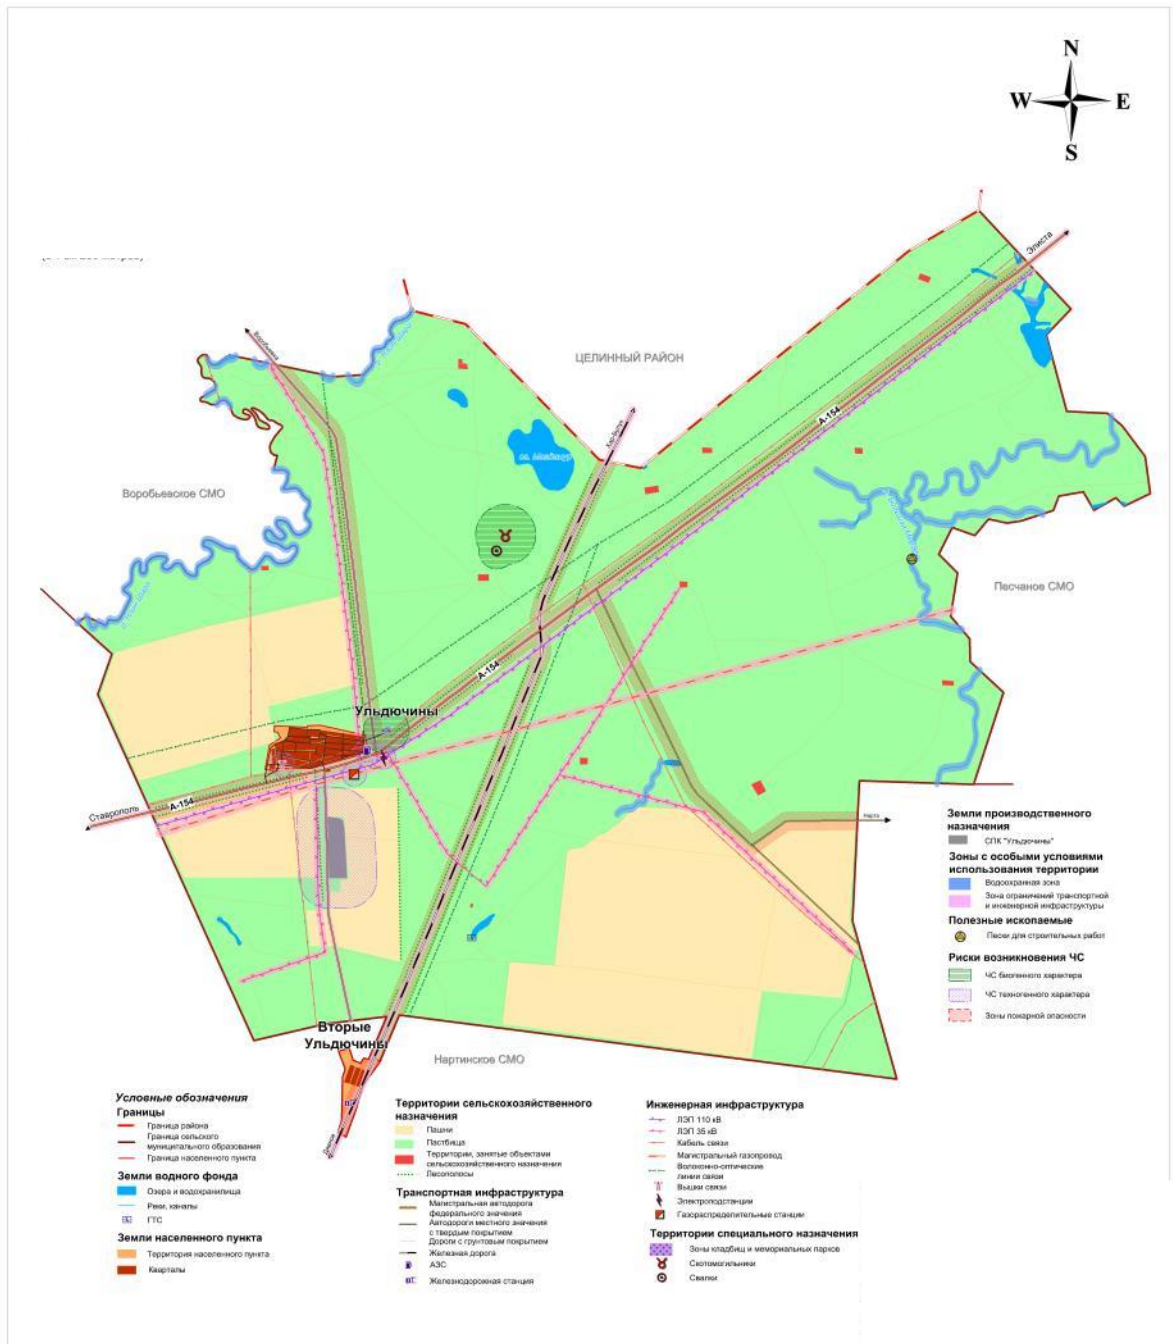 N
W
E
S
Элиста
ЦЕЛИННЫЙ РАЙОН
Воробьевка
Хар-Булук
А-154
Воробьевское СМО
Песчаное СМО
А-154
Ульдючины
Ставрополь
А-154
Нарта
Вторые
Ульдючины
Нартинское СМО
Дивное
Земли производственного
назначения
СПК "Ульдючины"
Зоны с особыми условиями
использования территории
Водоохранная зона
Зона ограничений транспортной
и инженерной инфраструктуры
Полезные ископаемые
Пески для строительных работ
Риски возникновения ЧС
ЧС биогенного характера
ЧС техногенного характера
Зоны пожарной опасности
Условные обозначения
Границы
Граница района
Граница сельского
муниципального образования
Граница населенного пункта
Земли водного фонда
Озера и водохранилища
Реки, каналы
ГТС
Земли населенного пункта
Территория населенного пункта
Кварталы
Территории сельскохозяйственного
назначения
Пашни
Пастбища
Территории, занятые объектами
сельскохозяйственного назначения
Лесополосы
Транспортная инфраструктура
Магистральная автодорога
федерального значения
Автодороги местного значения
с твердым покрытием
Дороги с грунтовым покрытием
Железная дорога
АЗС
Железнодорожная станция
Инженерная инфраструктура
ЛЭП 110 кВ
ЛЭП 35 кВ
Кабель связи
Магистральный газопровод
Волоконно-оптические
линии связи
Вышки связи
Электроподстанции
Газораспределительные станции
Территории специального назначения
Зоны кладбищ и мемориальных парков
Скотомогильники
Свалки